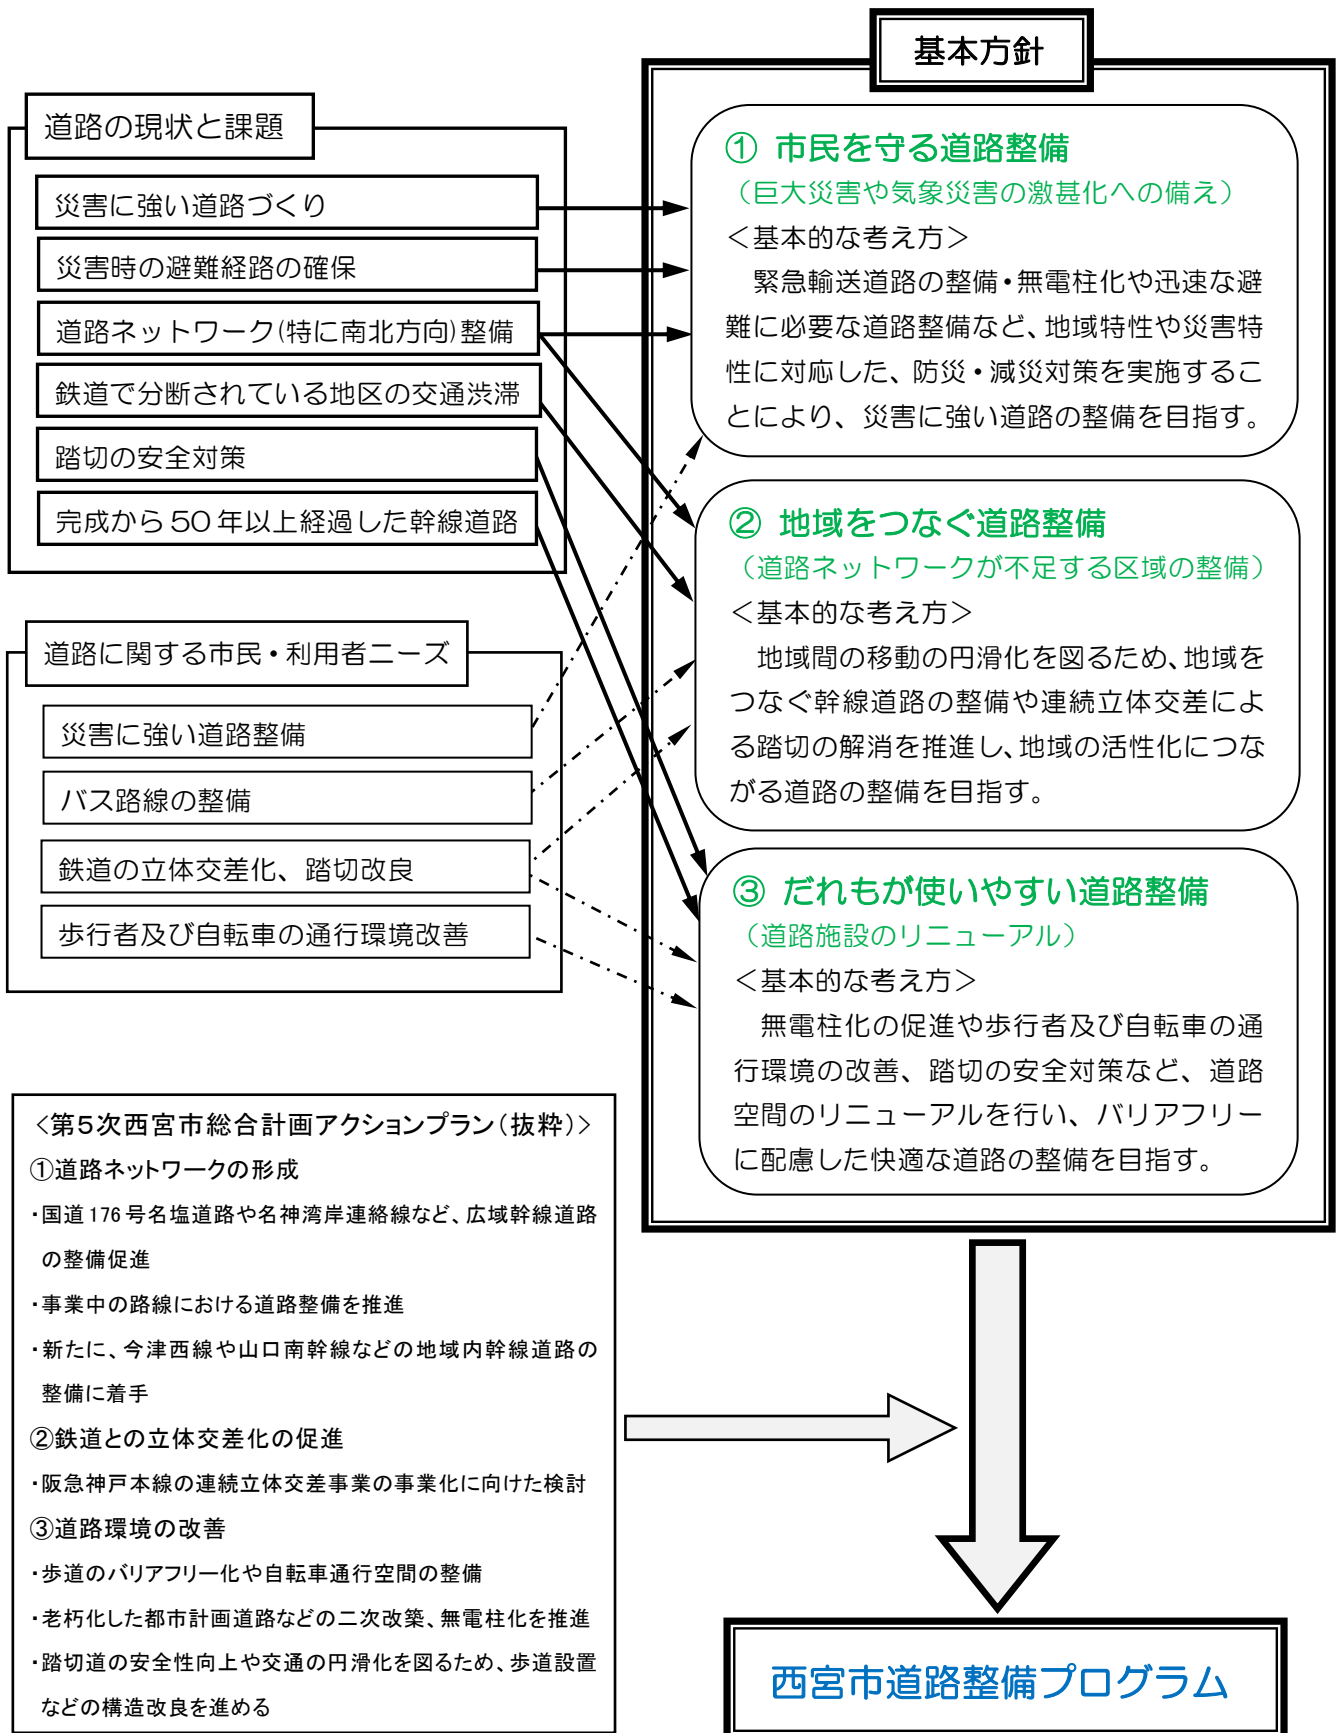 道路の現状と課題
災害に強い道路づくり
災害時の避難経路の確保
道路ネットワーク(特に南北方向)整備
鉄道で分断されている地区の交通渋滞
踏切の安全対策
完成から50年以上経過した幹線道路
道路に関する市民・利用者ニーズ
災害に強い道路整備
バス路線の整備
鉄道の立体交差化、踏切改良
歩行者及び自転車の通行環境改善
基本方針
① 市民を守る道路整備
（巨大災害や気象災害の激甚化への備え）
＜基本的な考え方＞
緊急輸送道路の整備・無電柱化や迅速な避
難に必要な道路整備など、地域特性や災害特
性に対応した、防災・減災対策を実施するこ
とにより、災害に強い道路の整備を目指す。
② 地域をつなぐ道路整備
（道路ネットワークが不足する区域の整備）
＜基本的な考え方＞
地域間の移動の円滑化を図るため、地域を
つなぐ幹線道路の整備や連続立体交差によ
る踏切の解消を推進し、地域の活性化につな
がる道路の整備を目指す。
③ だれもが使いやすい道路整備
（道路施設のリニューアル）
＜基本的な考え方＞
無電柱化の促進や歩行者及び自転車の通
行環境の改善、踏切の安全対策など、道路
空間のリニューアルを行い、バリアフリー
に配慮した快適な道路の整備を目指す。
＜第5次西宮市総合計画アクションプラン（抜粋）＞
①道路ネットワークの形成
・国道176号名塩道路や名神湾岸連絡線など、広域幹線道路
の整備促進
・事業中の路線における道路整備を推進
・新たに、今津西線や山口南幹線などの地域内幹線道路の
整備に着手
②鉄道との立体交差化の促進
・阪急神戸本線の連続立体交差事業の事業化に向けた検討
③道路環境の改善
・歩道のバリアフリー化や自転車通行空間の整備
・老朽化した都市計画道路などの二次改築、無電柱化を推進
・踏切道の安全性向上や交通の円滑化を図るため、歩道設置
などの構造改良を進める
西宮市道路整備プログラム